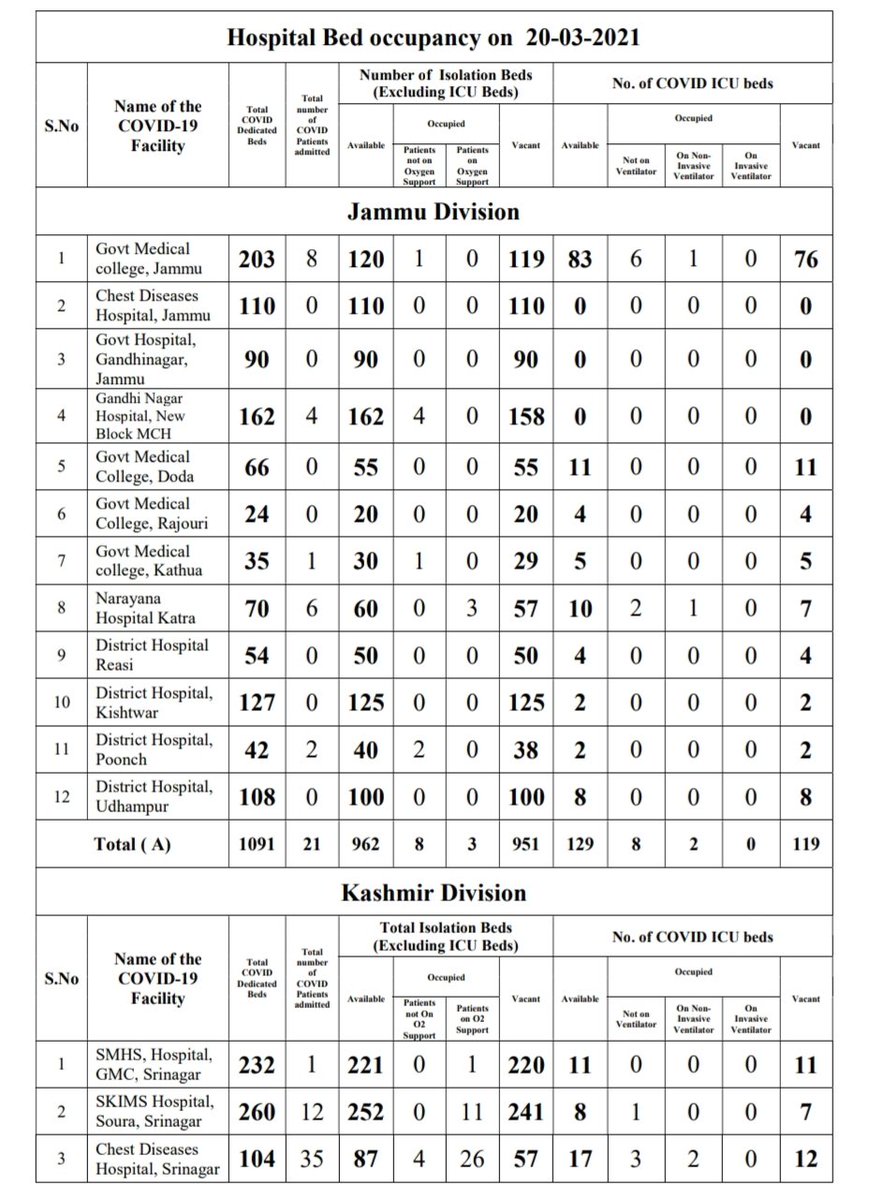 Hospital Bed occupancy on 20-03-2021
S.No
Name of the
COVID-19
Facility
Total
COVID
Dedicated
Beds
Total
number
of
COVID
Patients
admitted
Number of Isolation Beds
(Excluding ICU Beds)
No. of COVID ICU beds
Available
Occupied
Vacant
Available
Occupied
Vacant
Patients
not on
Oxygen
Support
Patients
on
Oxygen
Support
Not on
Ventilator
On Non-
Invasive
Ventilator
On
Invasive
Ventilator
Jammu Division
1 Govt Medical
college, Jammu 203 8 120 1 0 119 83 6 1 0 76
2 Chest Diseases
Hospital, Jammu 110 0 110 0 0 110 0 0 0 0 0
3 Govt Hospital,
Gandhinagar,
Jammu 90 0 90 0 0 90 0 0 0 0 0
4 Gandhi Nagar
Hospital, New
Block MCH 162 4 162 4 0 158 0 0 0 0 0
5 Govt Medical
College, Doda 66 0 55 0 0 55 11 0 0 0 11
6 Govt Medical
College, Rajouri 24 0 20 0 0 20 4 0 0 0 4
7 Govt Medical
college, Kathua 35 1 30 1 0 29 5 0 0 0 5
8 Narayana
Hospital Katra 70 6 60 0 3 57 10 2 1 0 7
9 District Hospital
Reasi 54 0 50 0 0 50 4 0 0 0 4
10 District Hospital,
Kishtwar 127 0 125 0 0 125 2 0 0 0 2
11 District Hospital,
Poonch 42 2 40 2 0 38 2 0 0 0 2
12 District Hospital,
Udhampur 108 0 100 0 0 100 8 0 0 0 8
Total ( A) 1091 21 962 8 3 951 129 8 2 0 119
Kashmir Division
S.No
Name of the
COVID-19
Facility
Total
COVID
Dedicated
Beds
Total
number
of
COVID
Patients
admitted
Total Isolation Beds
(Excluding ICU Beds)
No. of COVID ICU beds
Available
Occupied
Vacant
Available
Occupied
Vacant
Patients
not On
O2
Support
Patients
on O2
Support
Not on
Ventilator
On Non-
Invasive
Ventilator
On
Invasive
Ventilator
1 SMHS, Hospital,
GMC, Srinagar 232 1 221 0 1 220 11 0 0 0 11
2 SKIMS Hospital,
Soura, Srinagar 260 12 252 0 11 241 8 1 0 0 7
3 Chest Diseases
Hospital, Srinagar 104 35 87 4 26 57 17 3 2 0 12